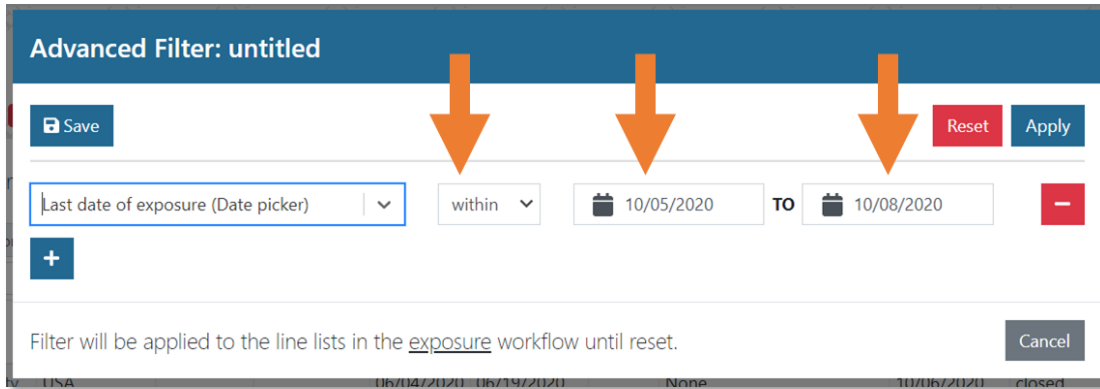 Advanced Filter: untitled
Save
Reset
Apply
Last date of exposure (Date picker)
within
10/05/2020
TO
10/08/2020
Filter will be applied to the line lists in the exposure workflow until reset.
Cancel
USA
06/04/2020
06/19/2020
None
10/06/2020
closed